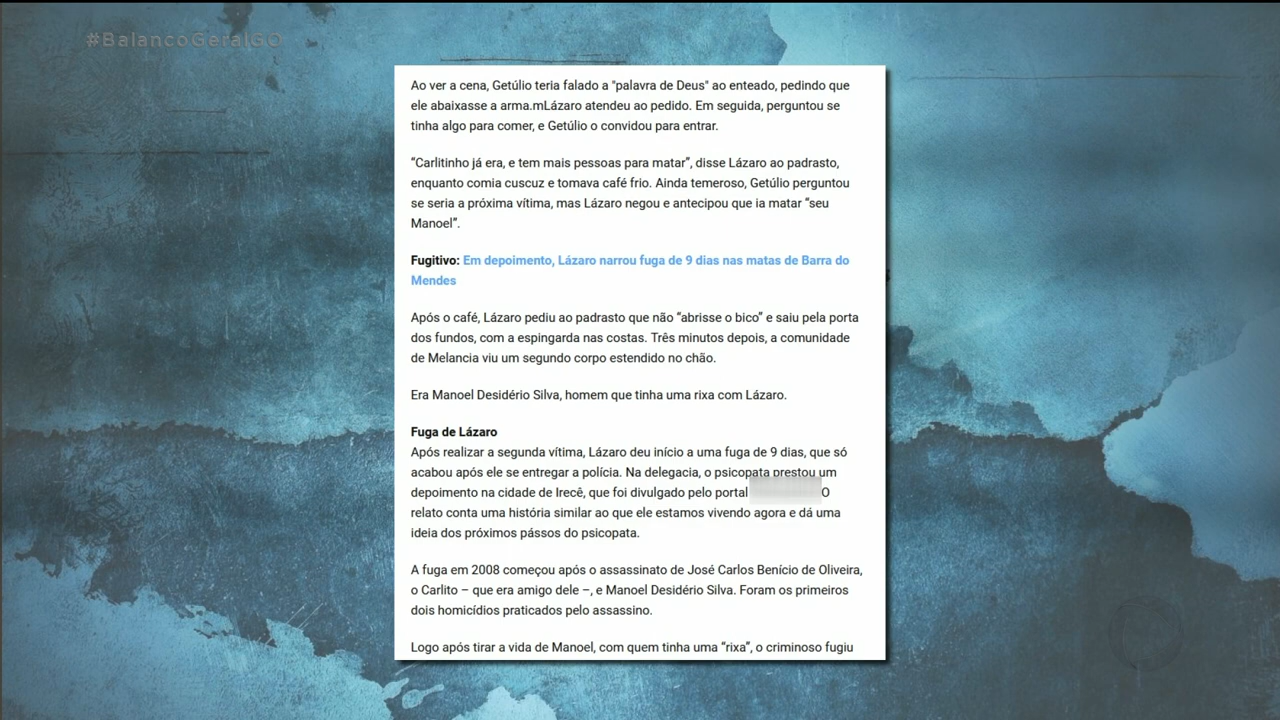 #BalancoGeralGO
Ao ver a cena, Getúlio teria falado a "palavra de Deus" ao enteado, pedindo que
ele abaixasse a arma.mLázaro atendeu ao pedido. Em seguida, perguntou se
tinha algo para comer, e Getúlio o convidou para entrar.
“Carlitinho já era, e tem mais pessoas para matar”, disse Lázaro ao padrasto,
enquanto comia cuscuz e tomava café frio. Ainda temeroso, Getúlio perguntou
se seria a próxima vítima, mas Lázaro negou e antecipou que ia matar “seu
Manoel”.
Fugitivo: Em depoimento, Lázaro narrou fuga de 9 dias nas matas de Barra do
Mendes
Após o café, Lázaro pediu ao padrasto que não “abrisse o bico” e saiu pela porta
dos fundos, com a espingarda nas costas. Três minutos depois, a comunidade
de Melancia viu um segundo corpo estendido no chão.
Era Manoel Desidério Silva, homem que tinha uma rixa com Lázaro.
Fuga de Lázaro
Após realizar a segunda vítima, Lázaro deu início a uma fuga de 9 dias, que só
acabou após ele se entregar a polícia. Na delegacia, o psicopata prestou um
depoimento na cidade de Irecê, que foi divulgado pelo portal O
relato conta uma história similar ao que ele estamos vivendo agora e dá uma
ideia dos próximos pássos do psicopata.
A fuga em 2008 começou após o assassinato de José Carlos Benício de Oliveira,
o Carlito – que era amigo dele –, e Manoel Desidério Silva. Foram os primeiros
dois homicídios praticados pelo assassino.
Logo após tirar a vida de Manoel, com quem tinha uma “rixa”, o criminoso fugiu